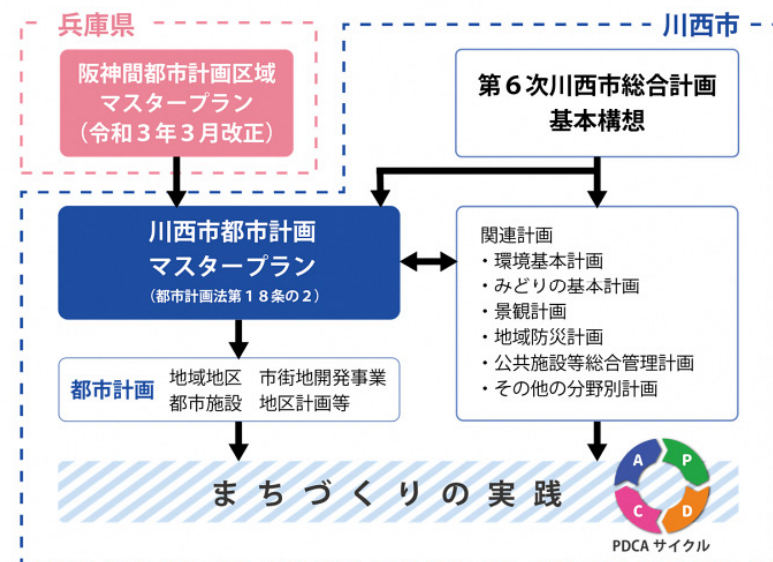 兵庫県
阪神間都市計画区域
マスタープラン
（令和３年３月改正）
川西市
第６次川西市総合計画
基本構想
川西市都市計画
マスタープラン
（都市計画法第１８条の２）
関連計画
・環境基本計画
・みどりの基本計画
・景観計画
・地域防災計画
・公共施設等総合管理計画
・その他の分野別計画
都市計画
地域地区　市街地開発事業
都市施設　地区計画等
まちづくりの実践
A P
C D
PDCA サイクル